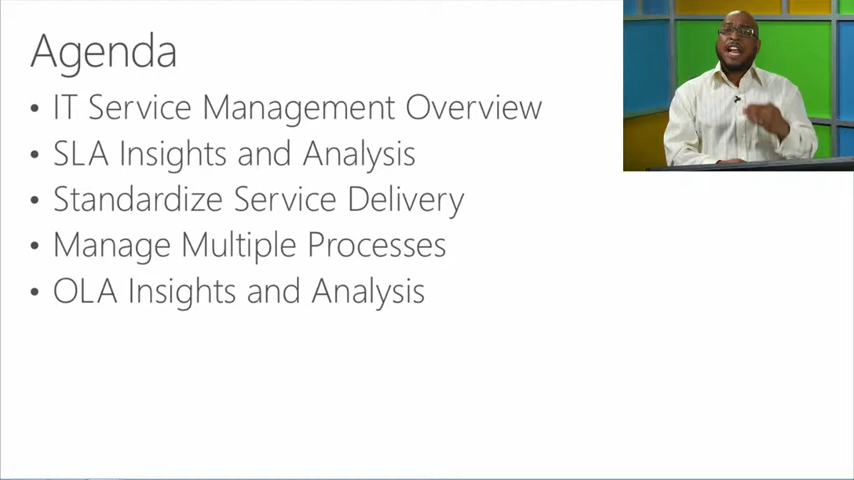 Agenda
• IT Service Management Overview
• SLA Insights and Analysis
• Standardize Service Delivery
• Manage Multiple Processes
• OLA Insights and Analysis